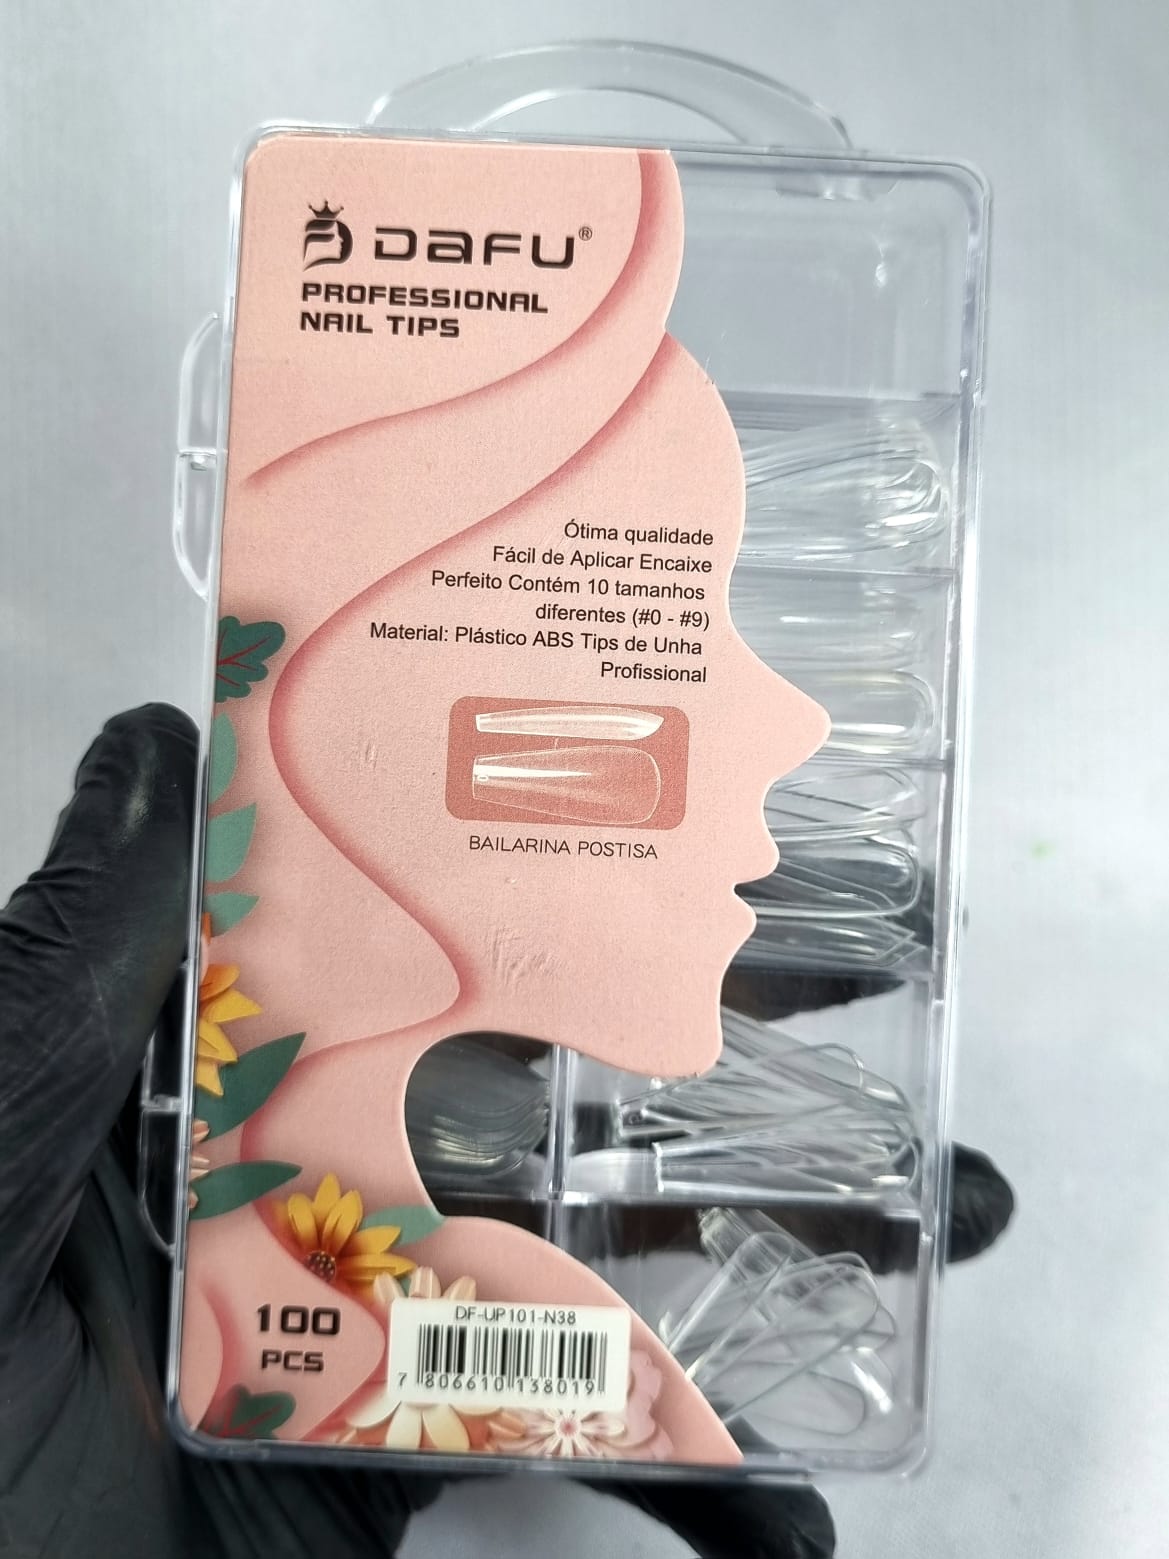 DAFU®
PROFESSIONAL
NAIL TIPS
Ótima qualidade
Fácil de Aplicar Encaixe
Perfeito Contém 10 tamanhos
diferentes (#0 - #9)
Material: Plástico ABS Tips de Unha
Profissional
BAILARINA POSTISA
100
PCS
DF-UP101-N38
7 806610 138019